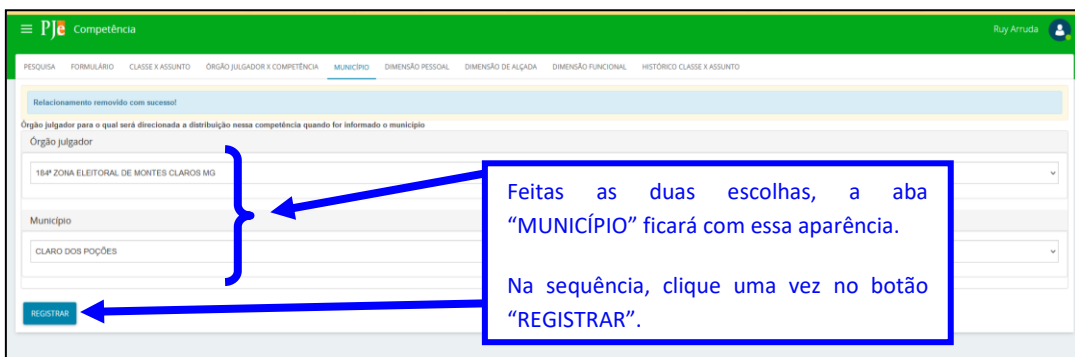 ≡ PJe Competência Ruy Arruda
PESQUISA FORMULÁRIO CLASSE X ASSUNTO ÓRGÃO JULGADOR X COMPETÊNCIA MUNICÍPIO DIMENSÃO PESSOAL DIMENSÃO DE ALÇADA DIMENSÃO FUNCIONAL HISTÓRICO CLASSE X ASSUNTO
Relacionamento removido com sucesso!
Órgão julgador para o qual será direcionada a distribuição nessa competência quando for informado o município
Órgão julgador
184ª ZONA ELEITORAL DE MONTES CLAROS MG
Município
CLARO DOS POÇÕES
REGISTRAR
Feitas as duas escolhas, a aba
“MUNICÍPIO” ficará com essa aparência.
Na sequência, clique uma vez no botão
“REGISTRAR”.